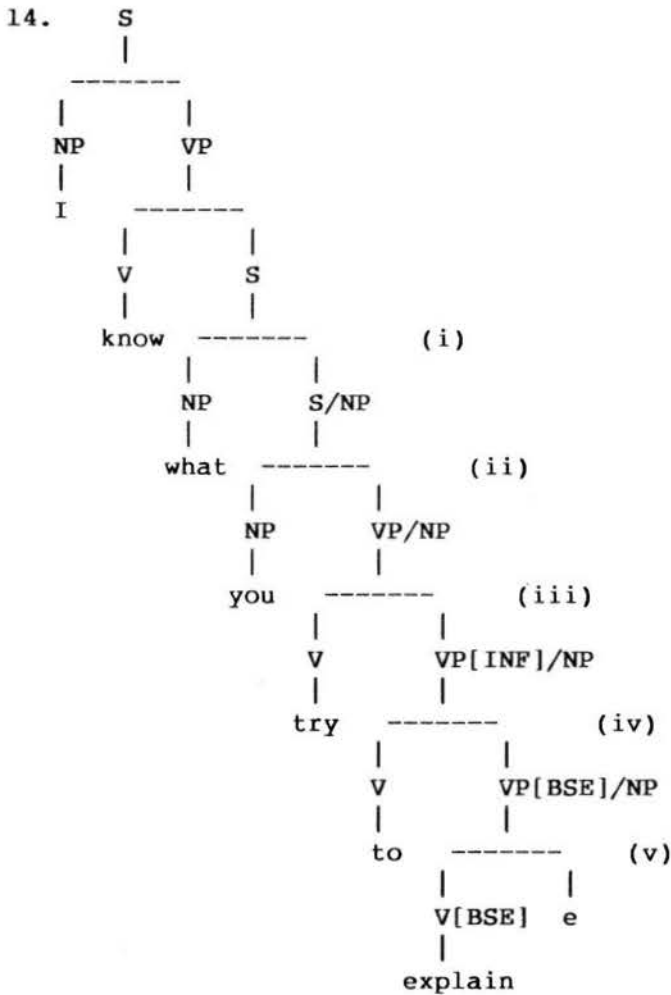 14. S
NP VP
I
V S
know (i)
NP S/NP
what (ii)
NP VP/NP
you (iii)
V VP[INF]/NP
try (iv)
V VP[BSE]/NP
to (v)
V[BSE] e
explain